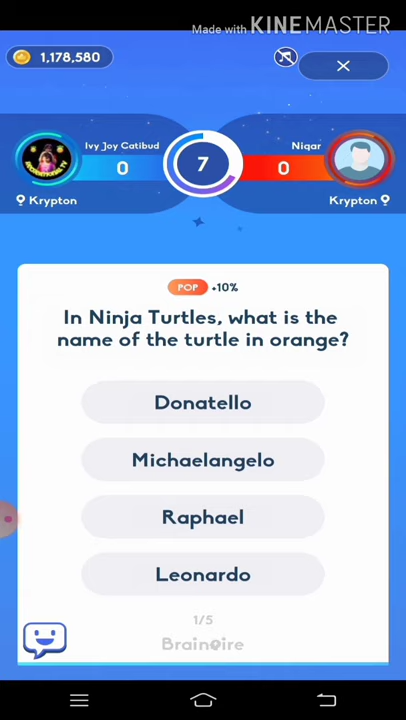 Made with KINEMASTER
1,178,580
Ivy Joy Catibud
7
Nigar
0
0
Krypton
Krypton
POP +10%
In Ninja Turtles, what is the
name of the turtle in orange?
Donatello
Michaelangelo
Raphael
Leonardo
1/5
Brainoire